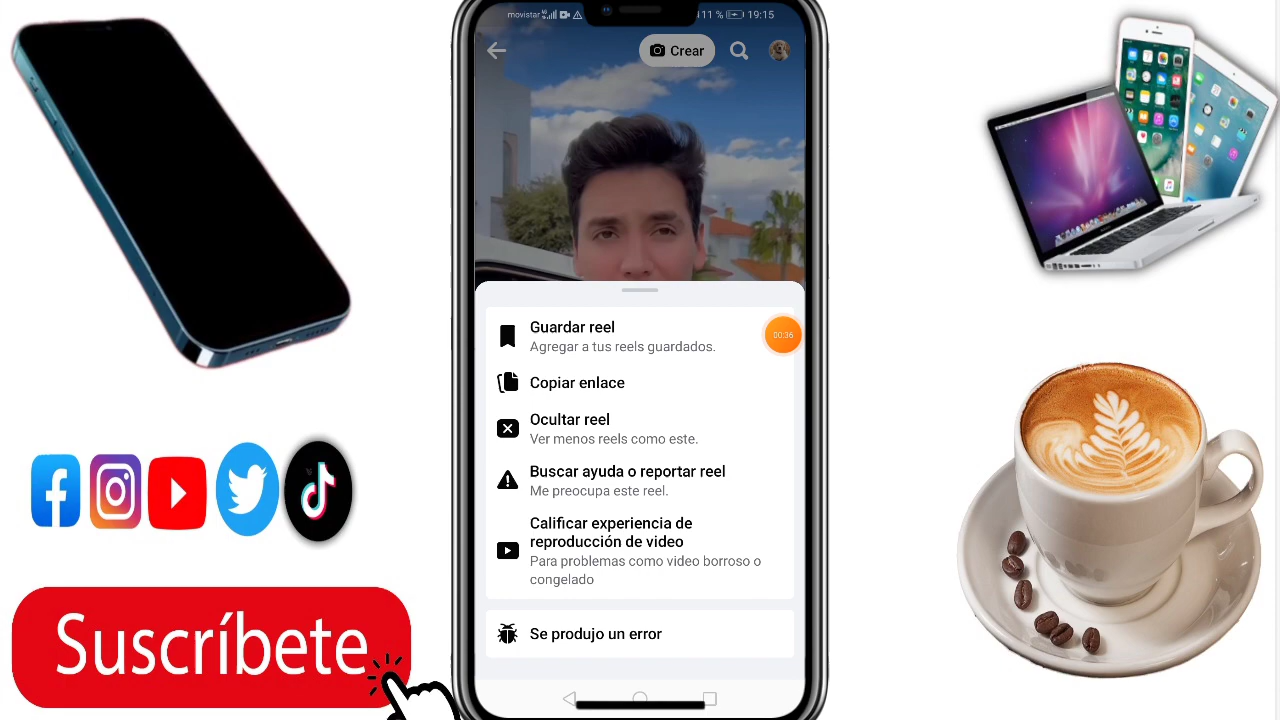 movistar 11 % 19:15
Crear
Guardar reel
Agregar a tus reels guardados.
00:36
Copiar enlace
Ocultar reel
Ver menos reels como este.
Buscar ayuda o reportar reel
Me preocupa este reel.
Calificar experiencia de
reproducción de video
Para problemas como video borroso o
congelado
Se produjo un error
Suscríbete